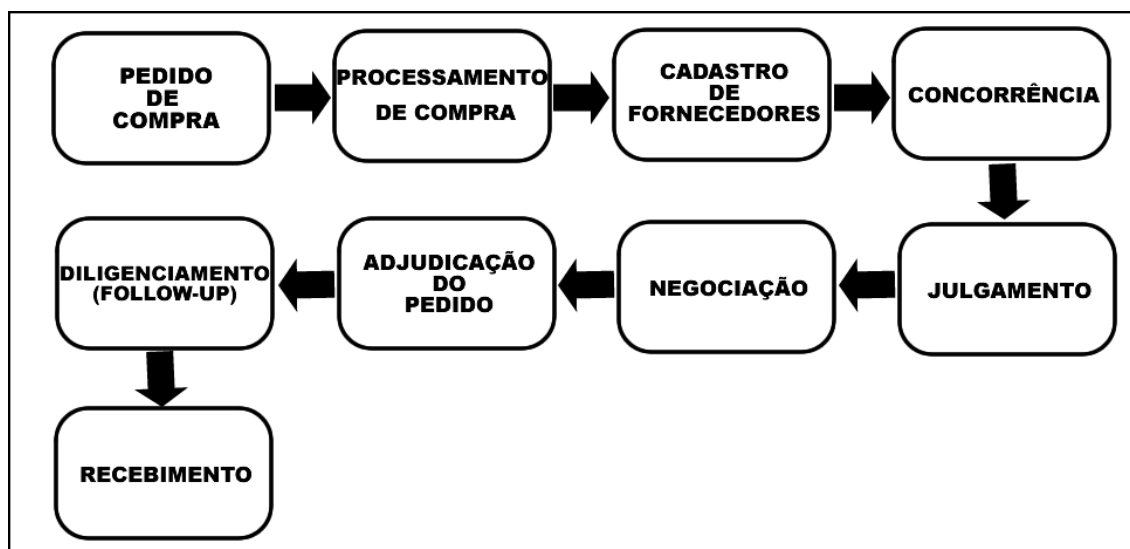 PEDIDO
DE
COMPRA
PROCESSAMENTO
DE COMPRA
CADASTRO
DE
FORNECEDORES
CONCORRÊNCIA
JULGAMENTO
NEGOCIAÇÃO
ADJUDICAÇÃO
DO
PEDIDO
DILIGENCIAMENTO
(FOLLOW-UP)
RECEBIMENTO